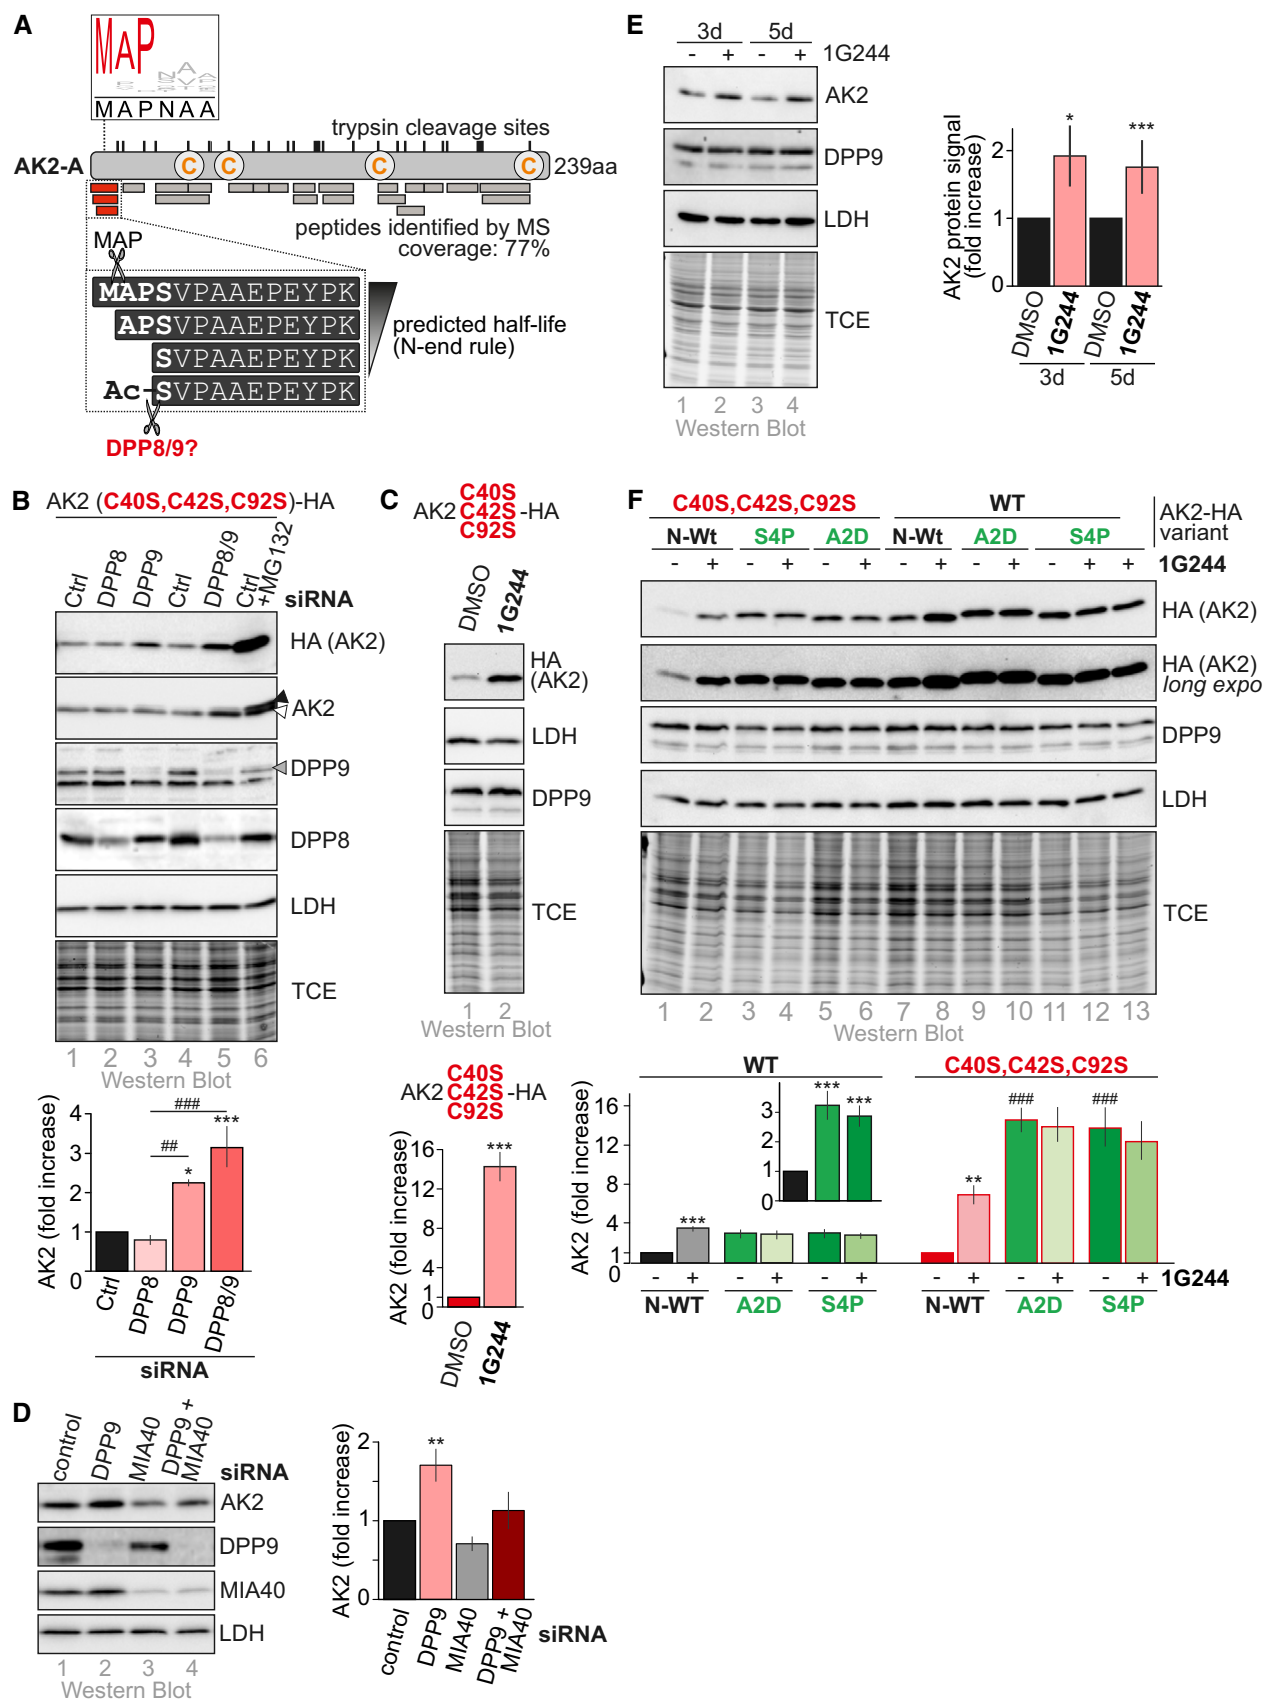 A
MAP
MAPNAA
trypsin cleavage sites
AK2-A
C
C
C
C
239aa
peptides identified by MS
coverage: 77%
MAP
MAPSVPAAEPEYPK
APSVPAAEPEYPK
SVPAAEPEYPK
Ac-SVPAAEPEYPK
predicted half-life
(N-end rule)
DPP8/9?
E
3d 5d
- + - + 1G244
AK2
DPP9
LDH
TCE
1 2 3 4
Western Blot
AK2 protein signal
(fold increase)
2
1
0
* ***
DMSO 1G244 DMSO 1G244
3d 5d
B
AK2 (C40S,C42S,C92S)-HA
Ctrl DPP8 DPP9 Ctrl DPP8/9 Ctrl +MG132
siRNA
HA (AK2)
AK2
DPP9
DPP8
LDH
TCE
1 2 3 4 5 6
Western Blot
AK2 (fold increase)
4
3
2
1
0
###
##
* ***
Ctrl DPP8 DPP9 DPP8/9
siRNA
C
C40S
AK2 C42S -HA
C92S
DMSO 1G244
HA
(AK2)
LDH
DPP9
TCE
1 2
Western Blot
C40S
AK2 C42S -HA
C92S
AK2 (fold increase)
16
12
8
4
1
0
***
DMSO 1G244
F
C40S,C42S,C92S WT
AK2-HA
variant
N-Wt S4P A2D N-Wt A2D S4P
- + - + - + - + - + - + + 1G244
HA (AK2)
HA (AK2)
long expo
DPP9
LDH
TCE
1 2 3 4 5 6 7 8 9 10 11 12 13
Western Blot
WT C40S,C42S,C92S
AK2 (fold increase)
16
12
8
4
1
0
3
2
1
0
*** ***
***
**
### ###
- + - + - + - + - + - + 1G244
N-WT A2D S4P N-WT A2D S4P
D
control DPP9 MIA40 DPP9 + MIA40
siRNA
AK2
DPP9
MIA40
LDH
1 2 3 4
Western Blot
AK2 (fold increase)
2
1
0
**
control DPP9 MIA40 DPP9 + MIA40
siRNA